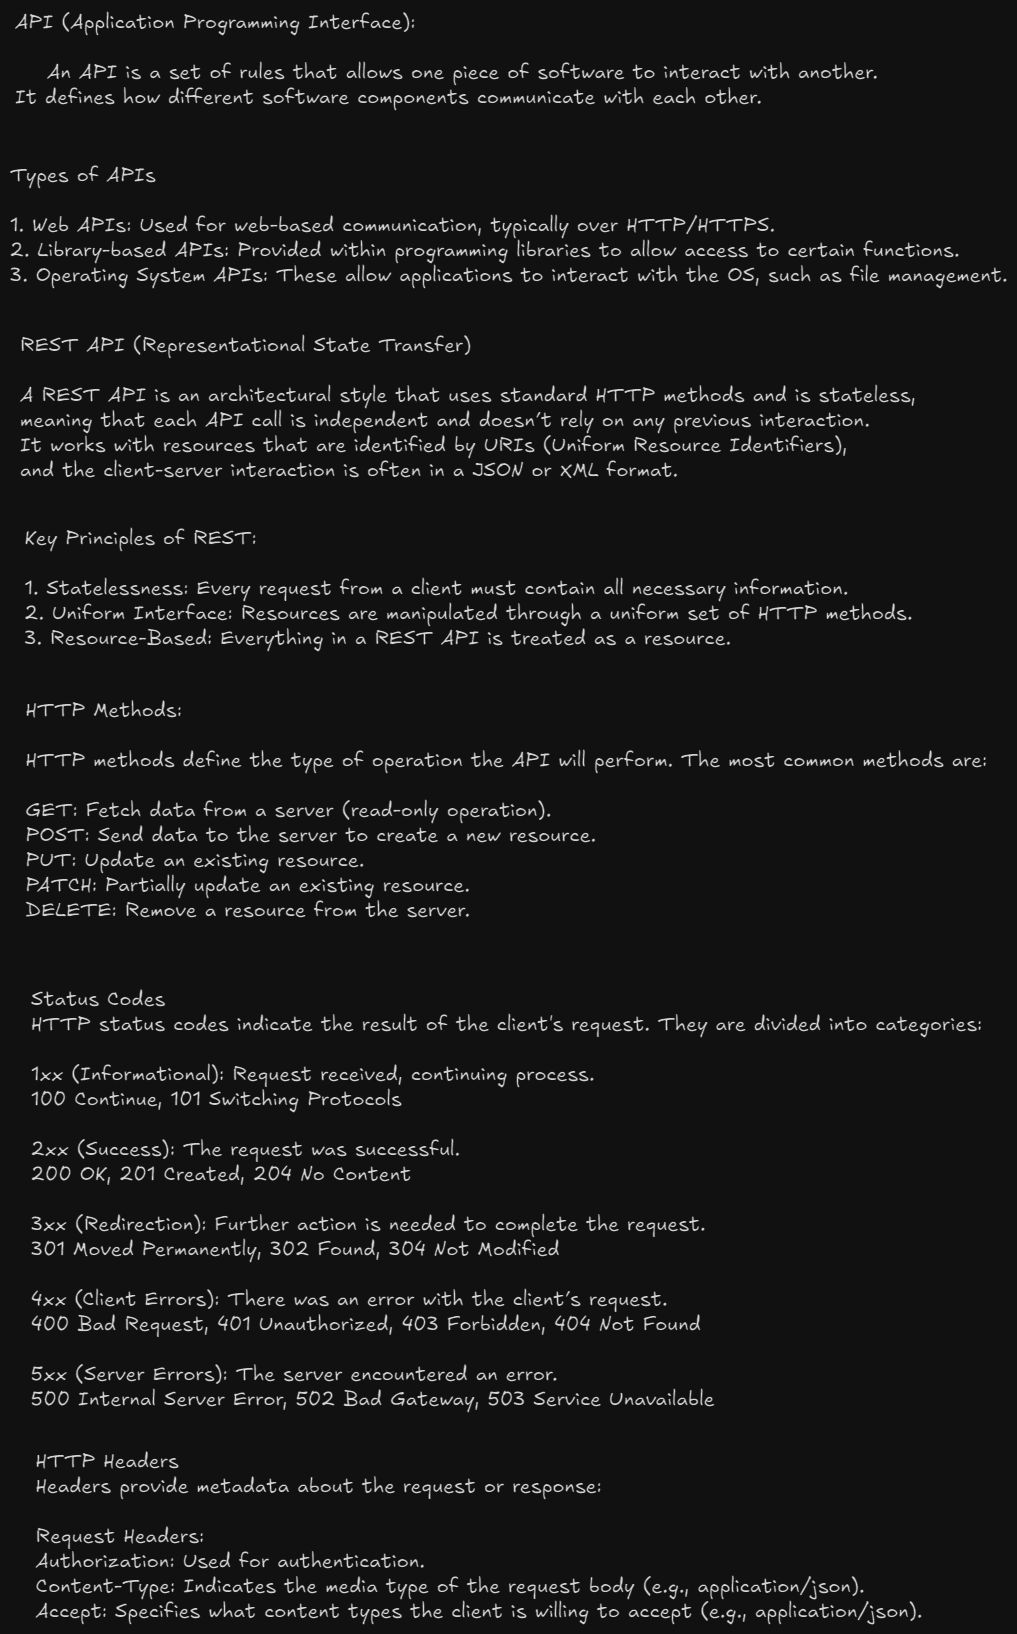 API (Application Programming Interface):
An API is a set of rules that allows one piece of software to interact with another.
It defines how different software components communicate with each other.
Types of APIs
1. Web APIs: Used for web-based communication, typically over HTTP/HTTPS.
2. Library-based APIs: Provided within programming libraries to allow access to certain functions.
3. Operating System APIs: These allow applications to interact with the OS, such as file management.
REST API (Representational State Transfer)
A REST API is an architectural style that uses standard HTTP methods and is stateless,
meaning that each API call is independent and doesn't rely on any previous interaction.
It works with resources that are identified by URIs (Uniform Resource Identifiers),
and the client-server interaction is often in a JSON or XML format.
Key Principles of REST:
1. Statelessness: Every request from a client must contain all necessary information.
2. Uniform Interface: Resources are manipulated through a uniform set of HTTP methods.
3. Resource-Based: Everything in a REST API is treated as a resource.
HTTP Methods:
HTTP methods define the type of operation the API will perform. The most common methods are:
GET: Fetch data from a server (read-only operation).
POST: Send data to the server to create a new resource.
PUT: Update an existing resource.
PATCH: Partially update an existing resource.
DELETE: Remove a resource from the server.
Status Codes
HTTP status codes indicate the result of the client's request. They are divided into categories:
1xx (Informational): Request received, continuing process.
100 Continue, 101 Switching Protocols
2xx (Success): The request was successful.
200 OK, 201 Created, 204 No Content
3xx (Redirection): Further action is needed to complete the request.
301 Moved Permanently, 302 Found, 304 Not Modified
4xx (Client Errors): There was an error with the client's request.
400 Bad Request, 401 Unauthorized, 403 Forbidden, 404 Not Found
5xx (Server Errors): The server encountered an error.
500 Internal Server Error, 502 Bad Gateway, 503 Service Unavailable
HTTP Headers
Headers provide metadata about the request or response:
Request Headers:
Authorization: Used for authentication.
Content-Type: Indicates the media type of the request body (e.g., application/json).
Accept: Specifies what content types the client is willing to accept (e.g., application/json).